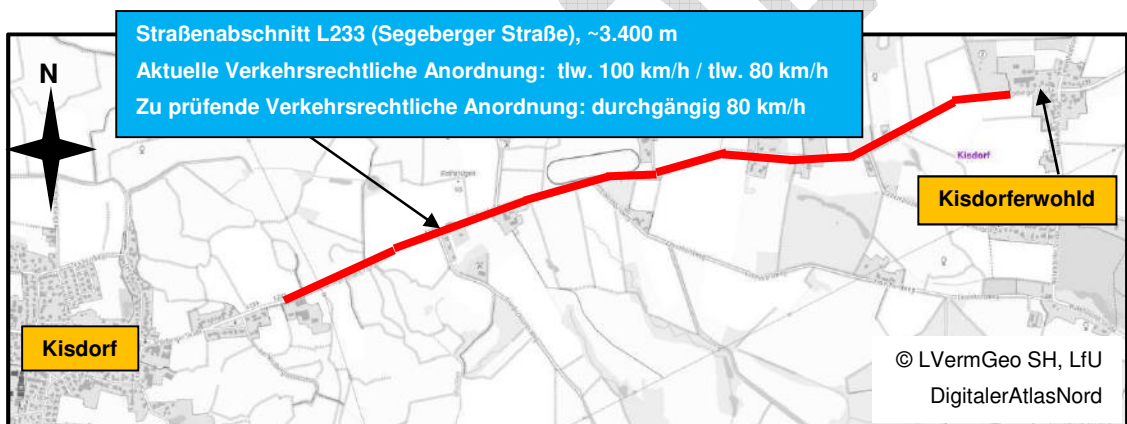 Straßenabschnitt L233 (Segeberger Straße), ~3.400 m
Aktuelle Verkehrsrechtliche Anordnung: tlw. 100 km/h / tlw. 80 km/h
Zu prüfende Verkehrsrechtliche Anordnung: durchgängig 80 km/h
N
Kisdorf
Kisdorferwohld
Kisdorf
© LVermGeo SH, LfU
DigitalerAtlasNord